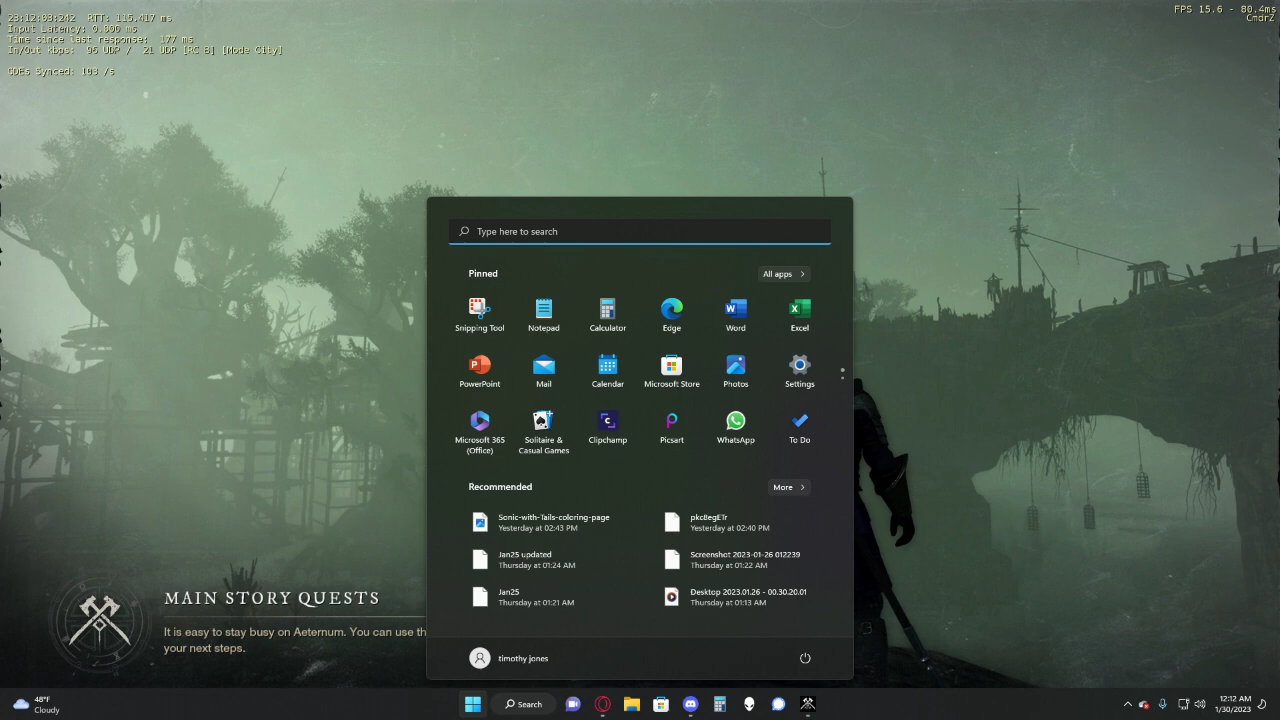 23:12:03:242 RTT: 115.417 ms
Input Latency: 0.000 ms
Time since last response: 177 ms
In/Out kbps: 96 UDP / 21 UDP [RC B] [Mode City]
GDEs Synced: 103 /s
FPS 15.6 - 80.4ms
CmdrZ
Type here to search
Pinned
All apps
Snipping Tool
Notepad
Calculator
Edge
Word
Excel
PowerPoint
Mail
Calendar
Microsoft Store
Photos
Settings
Microsoft 365
(Office)
Solitaire &
Casual Games
Clipchamp
Picsart
WhatsApp
To Do
Recommended
More
Sonic-with-Tails-coloring-page
Yesterday at 02:43 PM
pkc8egETr
Yesterday at 02:40 PM
Jan25 updated
Thursday at 01:24 AM
Screenshot 2023-01-26 012239
Thursday at 01:22 AM
Jan25
Thursday at 01:21 AM
Desktop 2023.01.26 - 00.30.20.01
Thursday at 01:13 AM
MAIN STORY QUESTS
It is easy to stay busy on Aeternum. You can use th
your next steps.
timothy jones
48°F
Cloudy
Search
12:12 AM
1/30/2023